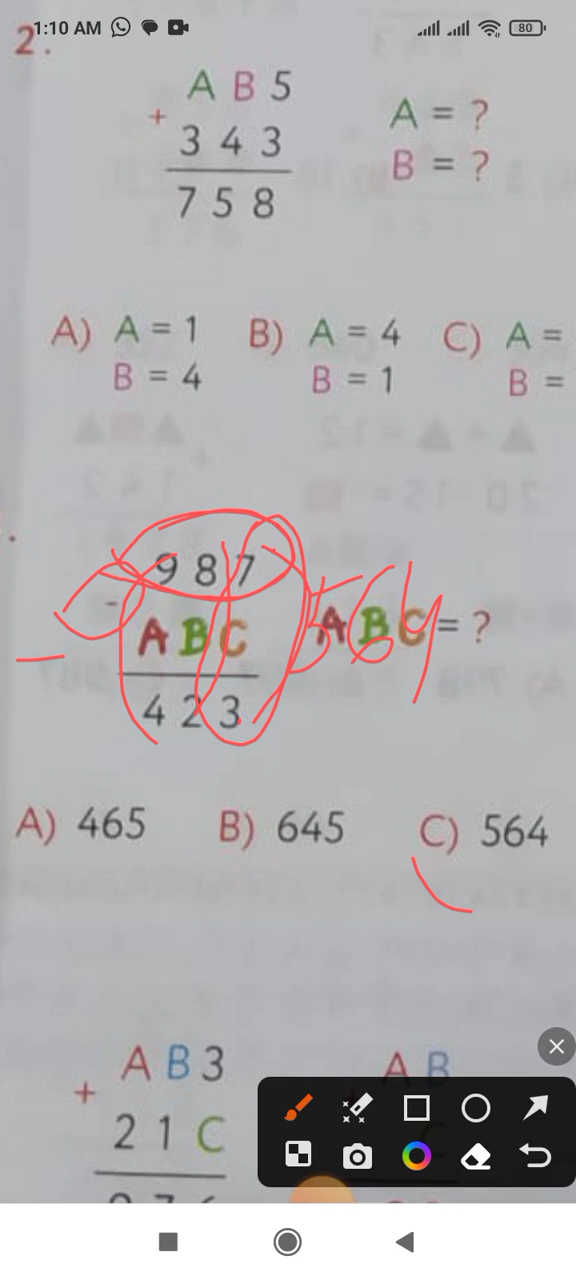 1:10 AM 80
2.
A B 5
+
3 4 3
7 5 8
A = ?
B = ?
A) A = 1
B = 4
B) A = 4
B = 1
C) A =
B =
9 8 7
-
A B C
4 2 3
A B C = ?
564
A) 465 B) 645 C) 564
A B 3
+
2 1 C
A B